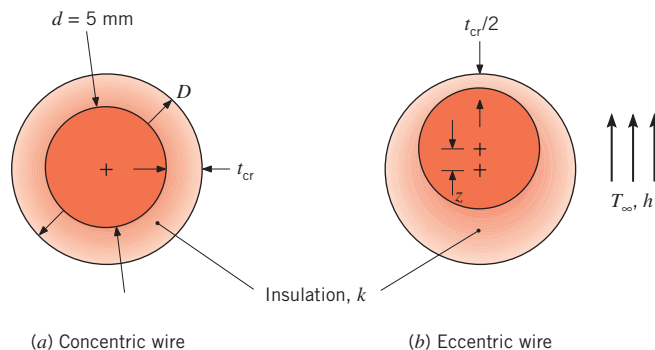 d = 5 mm
D
t_cr
t_cr/2
z
T_∞, h
Insulation, k
(a) Concentric wire
(b) Eccentric wire